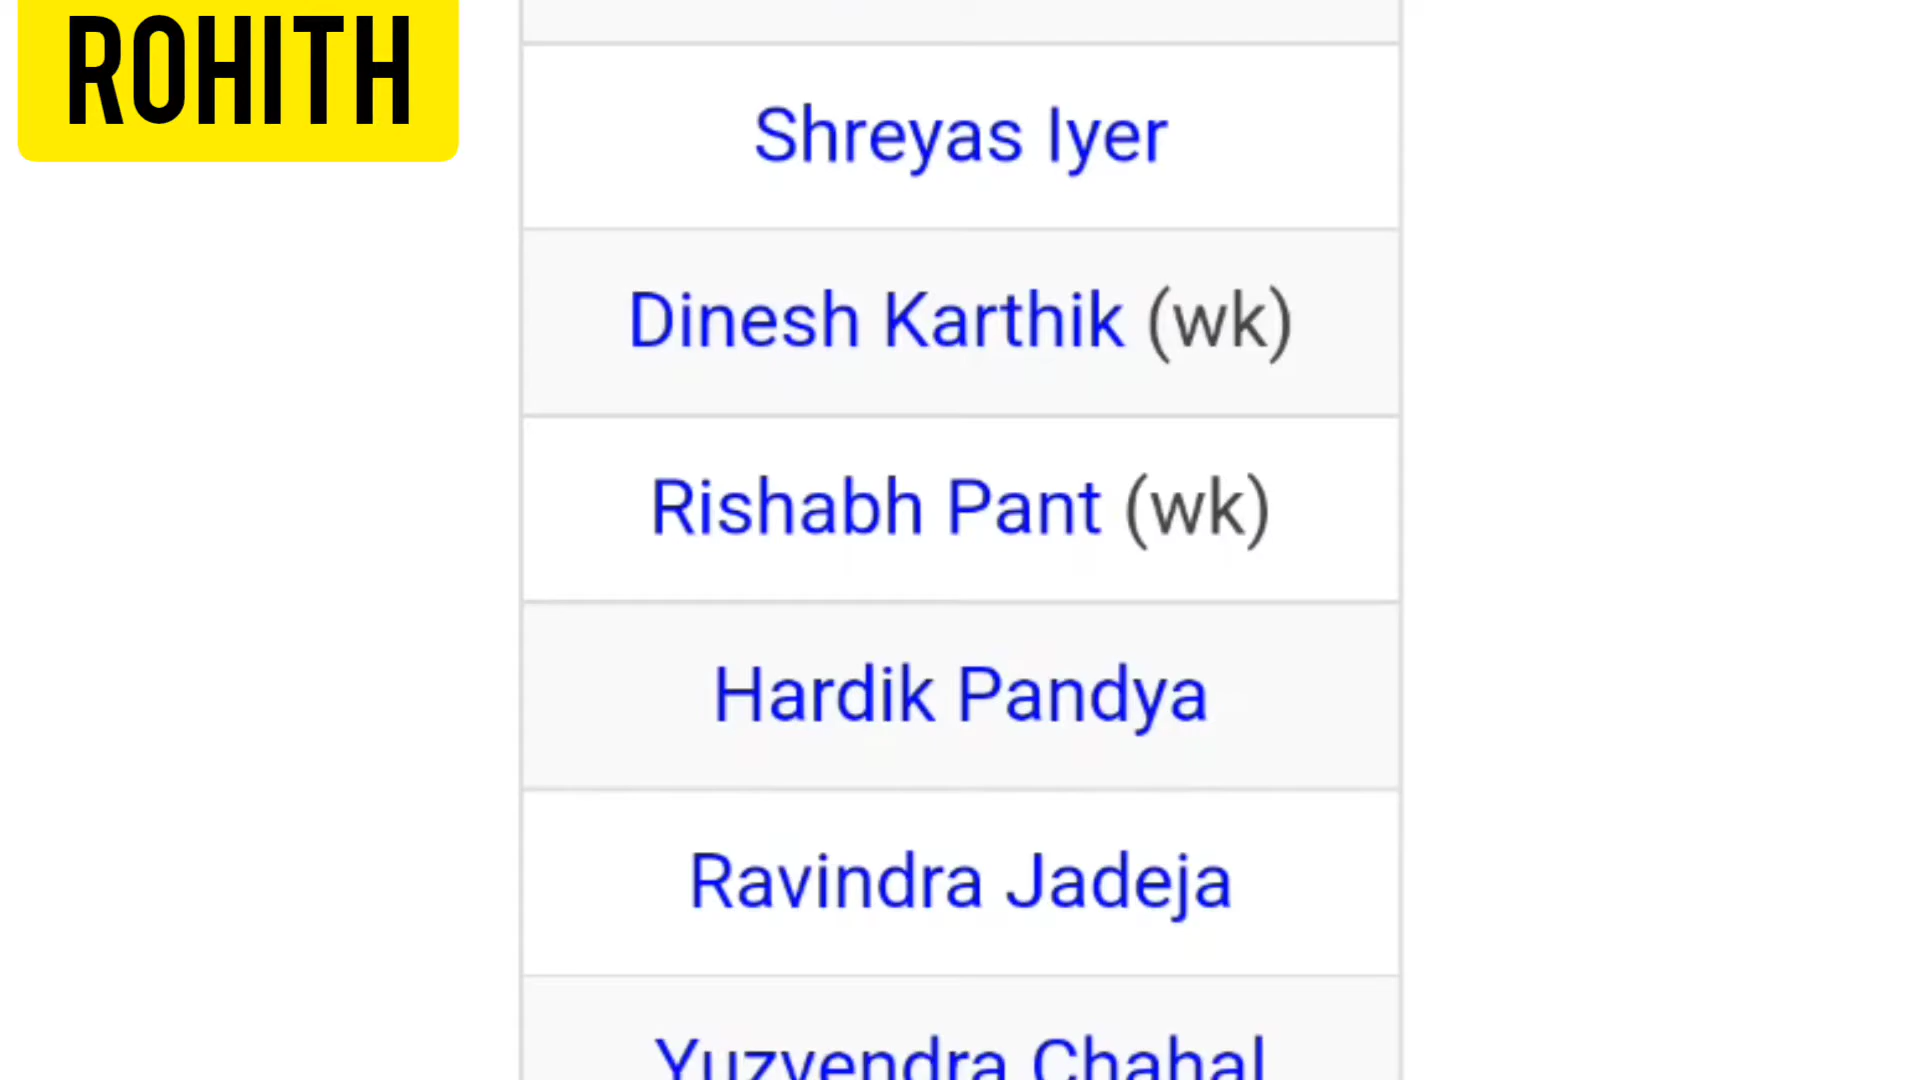 ROHITH
Shreyas Iyer
Dinesh Karthik (wk)
Rishabh Pant (wk)
Hardik Pandya
Ravindra Jadeja
Yuzvendra Chahal